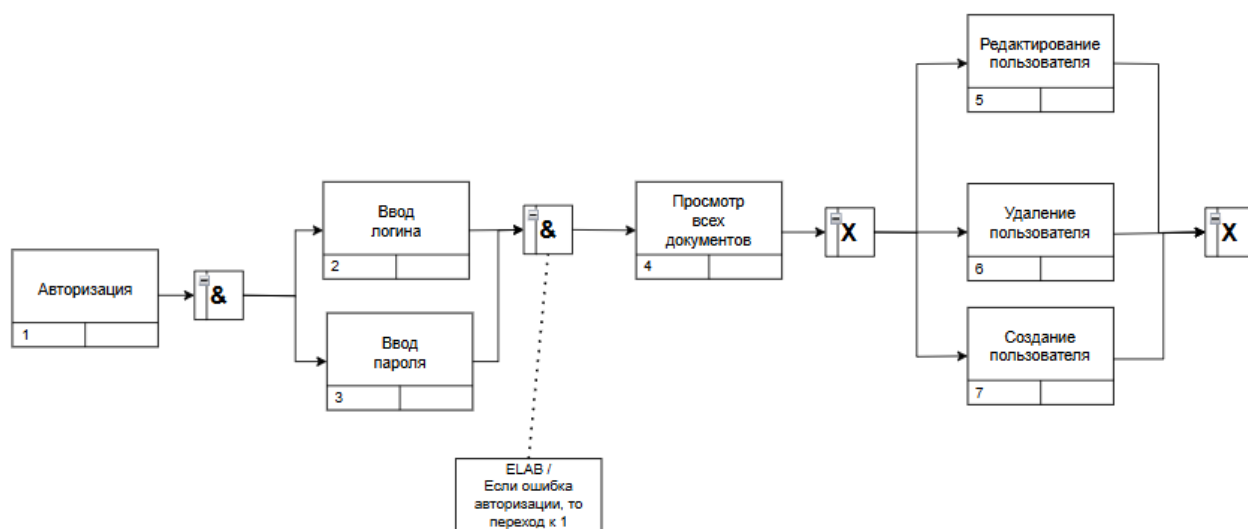 Авторизация
1
&
Ввод
логина
2
Ввод
пароля
3
&
ELAB /
Если ошибка
авторизации, то
переход к 1
Просмотр
всех
документов
4
X
Редактирование
пользователя
5
Удаление
пользователя
6
Создание
пользователя
7
X